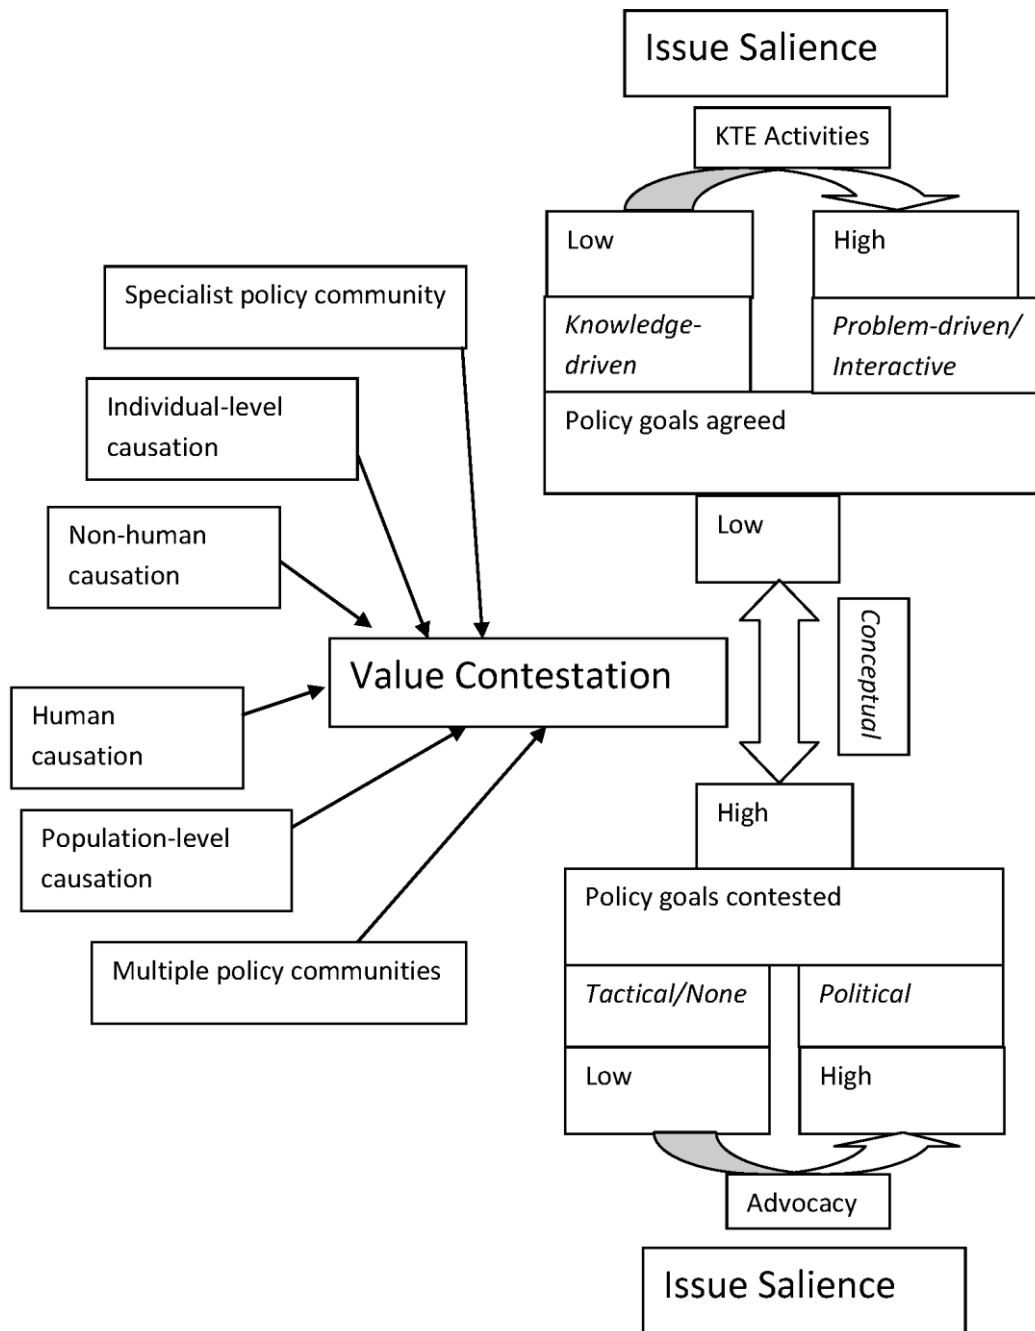 Issue Salience
KTE Activities
Low
High
Knowledge-
driven
Problem-driven/
Interactive
Policy goals agreed
Low
Conceptual
High
Policy goals contested
Tactical/None
Political
Low
High
Advocacy
Issue Salience
Specialist policy community
Individual-level
causation
Non-human
causation
Value Contestation
Human
causation
Population-level
causation
Multiple policy communities